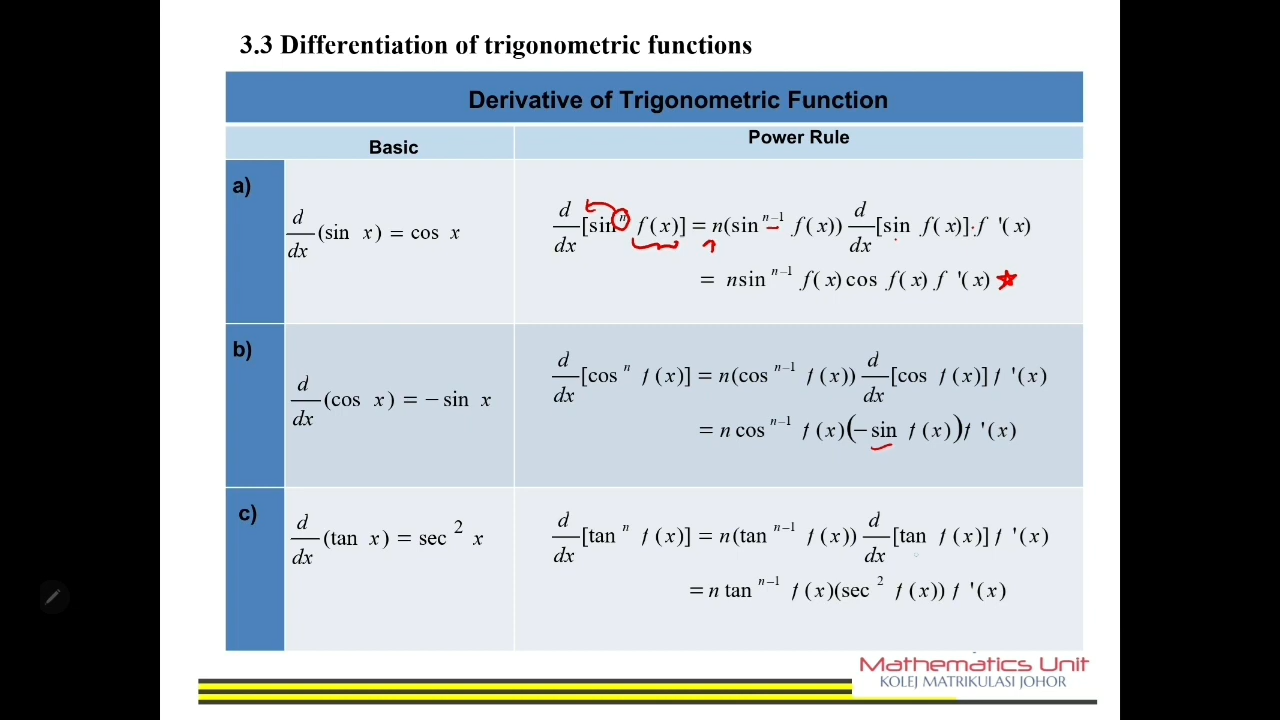 3.3 Differentiation of trigonometric functions
Derivative of Trigonometric Function
Basic
Power Rule
a)
d/dx (sin x) = cos x
d/dx [sin^n f(x)] = n(sin^{n−1} f(x)) d/dx [sin f(x)].f '(x)
= n sin^{n−1} f(x) cos f(x) f '(x)
b)
d/dx (cos x) = − sin x
d/dx [cos^n f(x)] = n(cos^{n−1} f(x)) d/dx [cos f(x)] f '(x)
= n cos^{n−1} f(x)(− sin f(x)) f '(x)
c)
d/dx (tan x) = sec^2 x
d/dx [tan^n f(x)] = n(tan^{n−1} f(x)) d/dx [tan f(x)] f '(x)
= n tan^{n−1} f(x)(sec^2 f(x)) f '(x)
Mathematics Unit
KOLEJ MATRIKULASI JOHOR